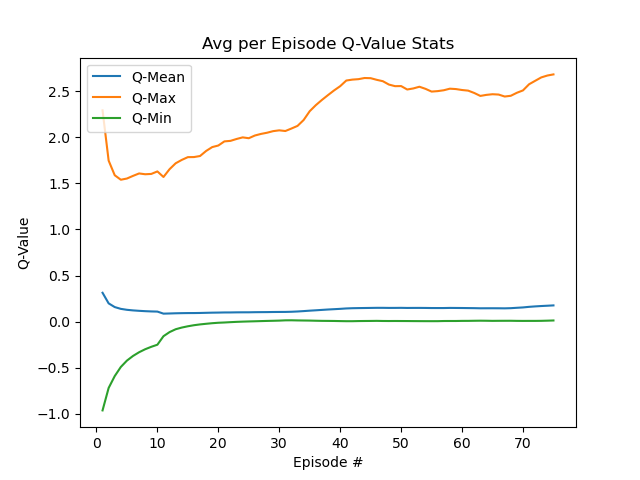 Avg per Episode Q-Value Stats
Q-Mean
Q-Max
Q-Min
Q-Value
2.5
2.0
1.5
1.0
0.5
0.0
−0.5
−1.0
0 10 20 30 40 50 60 70
Episode #